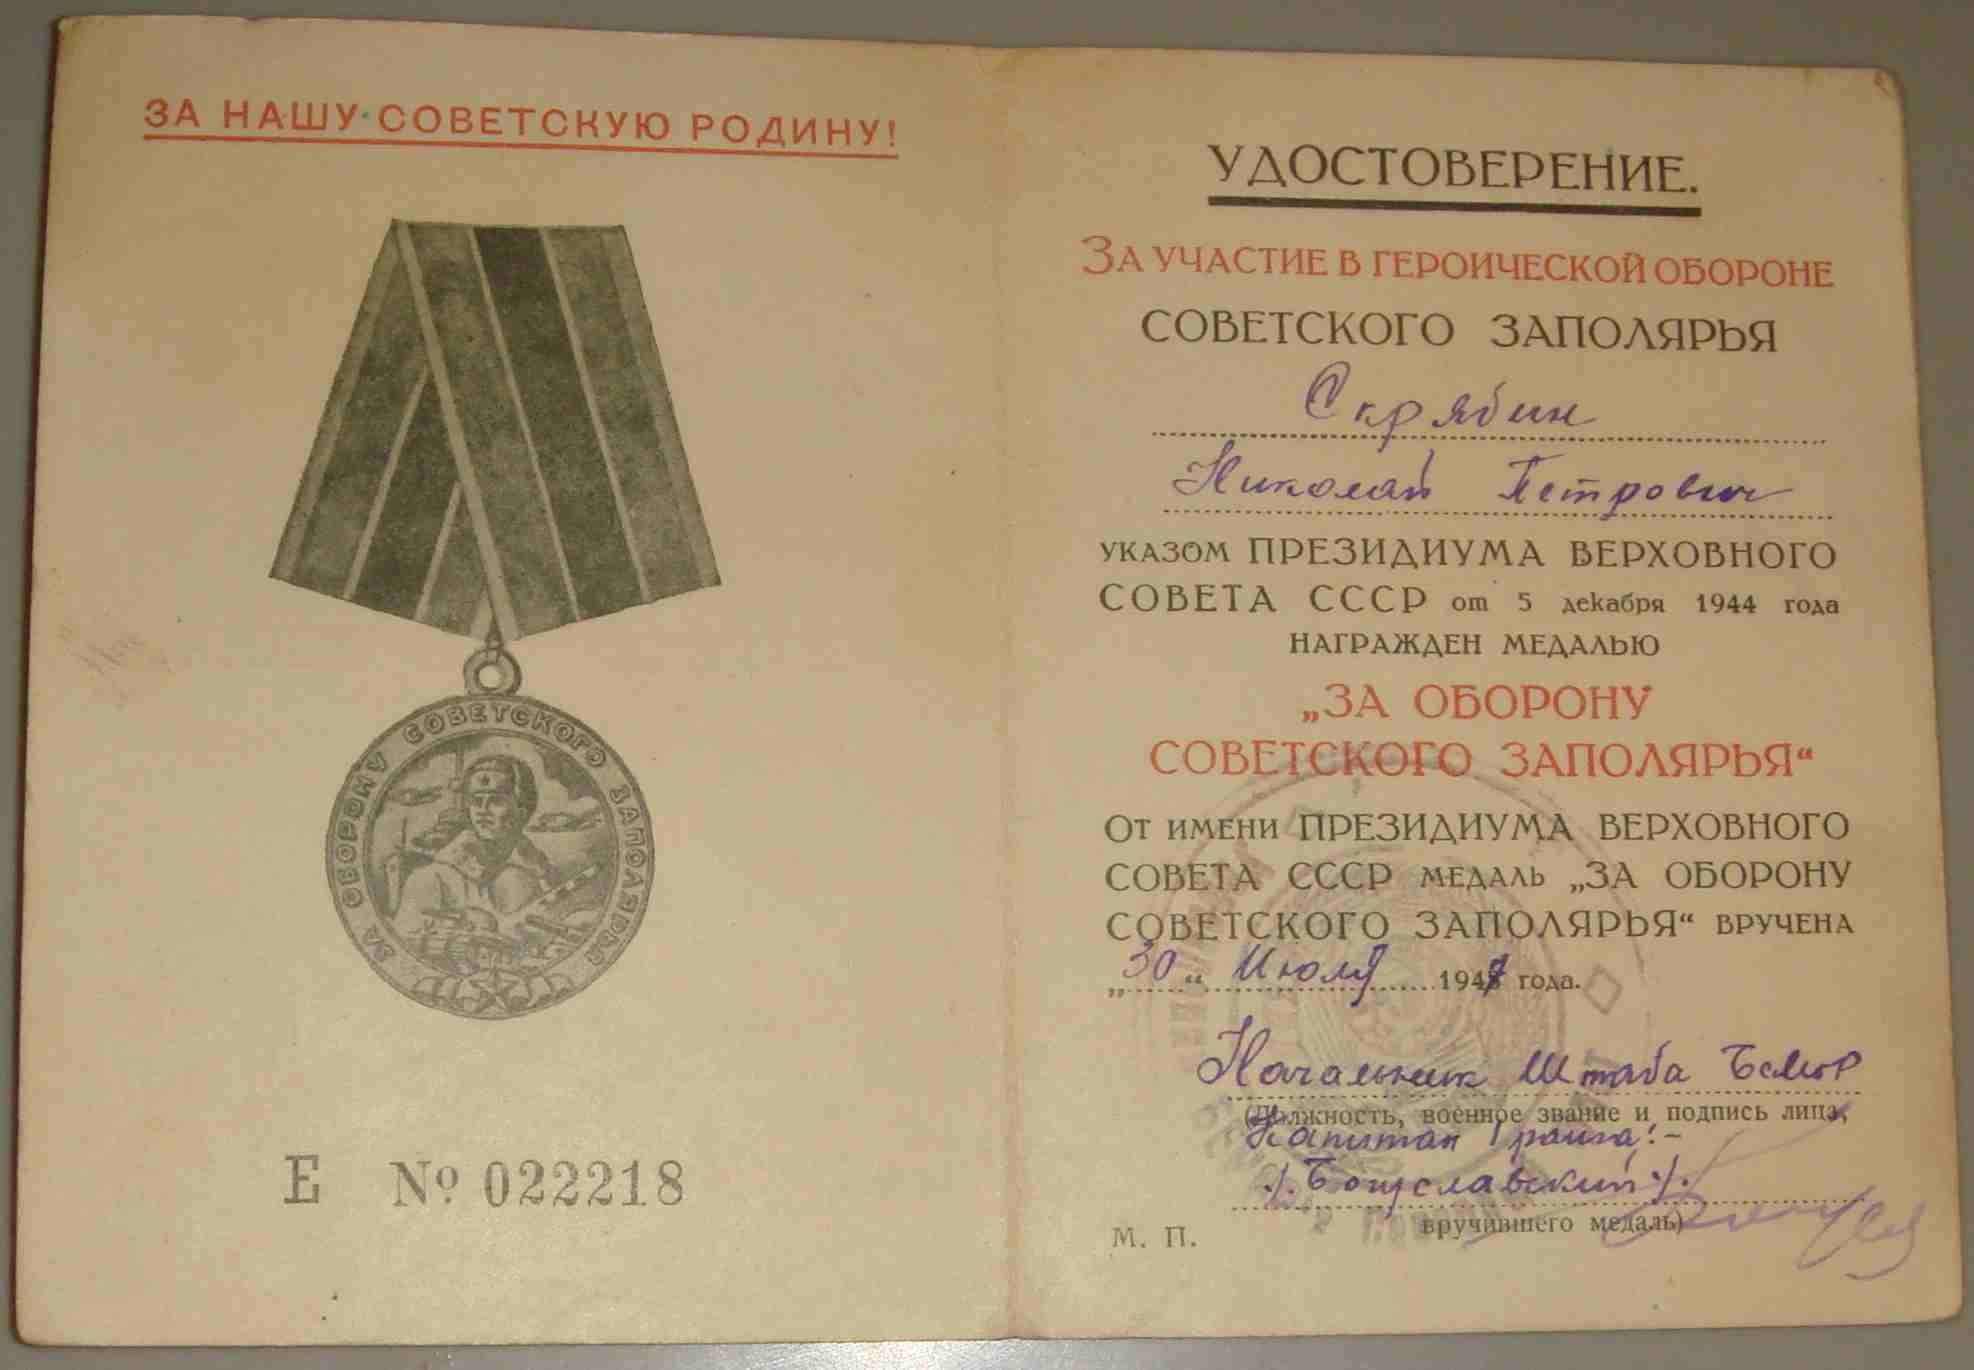 ЗА НАШУ СОВЕТСКУЮ РОДИНУ!
ЗА ОБОРОНУ СОВЕТСКОГО ЗАПОЛЯРЬЯ
Е № 022218
УДОСТОВЕРЕНИЕ.
ЗА УЧАСТИЕ В ГЕРОИЧЕСКОЙ ОБОРОНЕ
СОВЕТСКОГО ЗАПОЛЯРЬЯ
Скрябин
Николай Петрович
УКАЗОМ ПРЕЗИДИУМА ВЕРХОВНОГО
СОВЕТА СССР от 5 декабря 1944 года
НАГРАЖДЕН МЕДАЛЬЮ
„ЗА ОБОРОНУ
СОВЕТСКОГО ЗАПОЛЯРЬЯ“
ОТ ИМЕНИ ПРЕЗИДИУМА ВЕРХОВНОГО
СОВЕТА СССР МЕДАЛЬ „ЗА ОБОРОНУ
СОВЕТСКОГО ЗАПОЛЯРЬЯ“ ВРУЧЕНА
„30“ Июля 1947 года.
Начальник Штаба
(Должность, военное звание и подпись лица,
Капитан I ранга:-
/.Богуславский./.
вручившего медаль)
М. П.